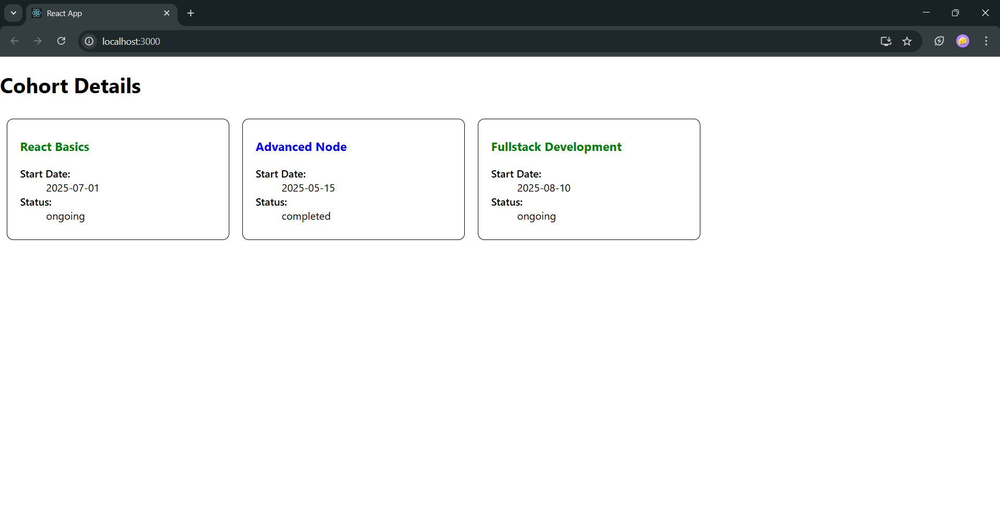 React App
localhost:3000
Cohort Details
React Basics
Start Date:
2025-07-01
Status:
ongoing
Advanced Node
Start Date:
2025-05-15
Status:
completed
Fullstack Development
Start Date:
2025-08-10
Status:
ongoing